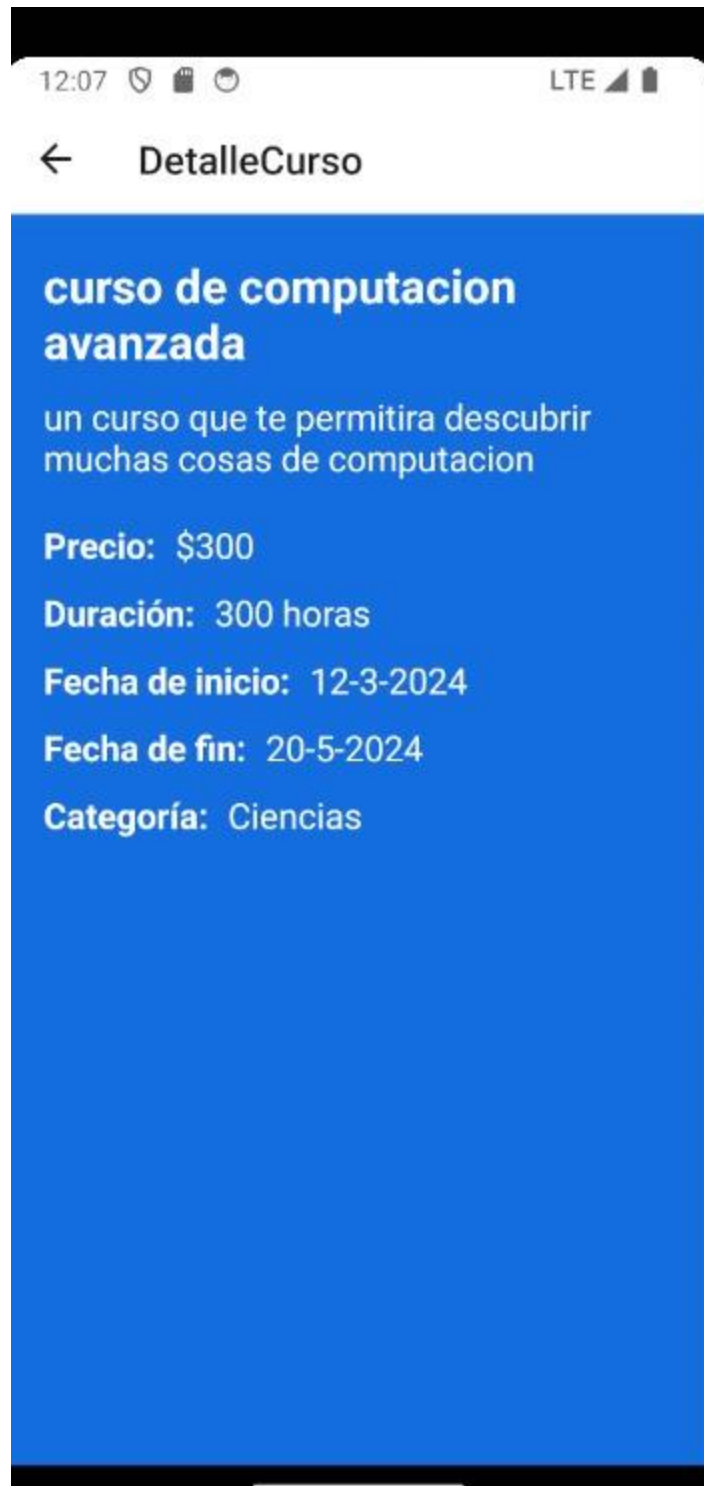 12:07 LTE
DetalleCurso
curso de computacion
avanzada
un curso que te permitira descubrir
muchas cosas de computacion
Precio: $300
Duración: 300 horas
Fecha de inicio: 12-3-2024
Fecha de fin: 20-5-2024
Categoría: Ciencias